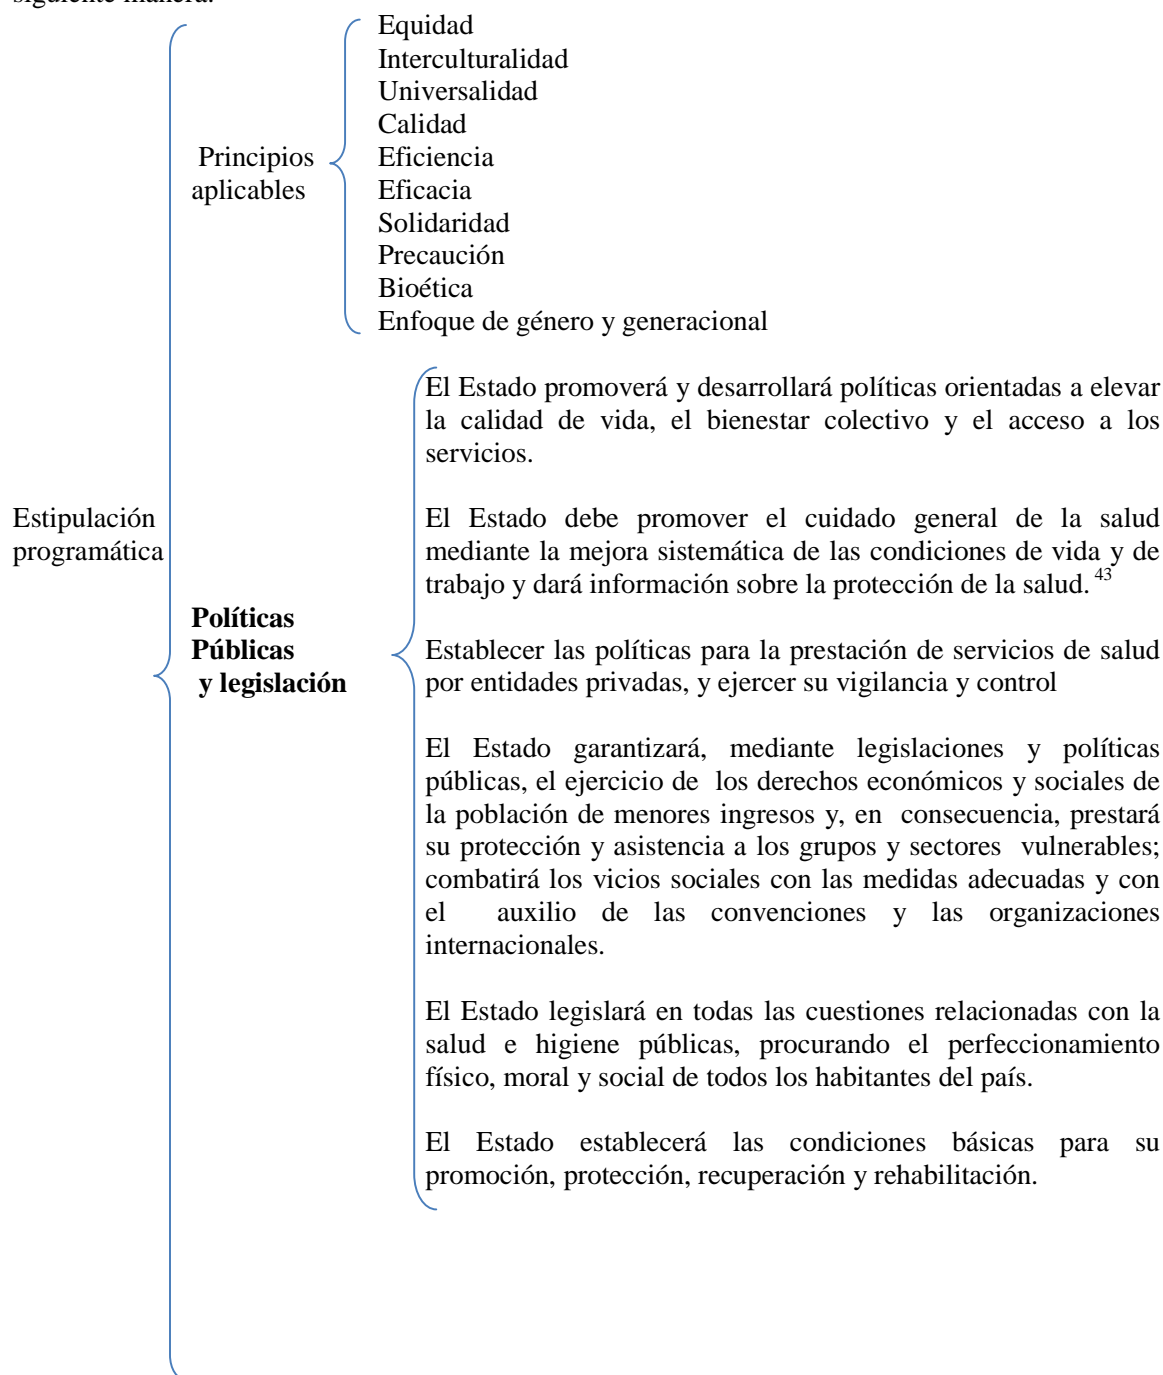 siguiente manera:
Equidad
Interculturalidad
Universalidad
Calidad
Principios
aplicables
Eficiencia
Eficacia
Solidaridad
Precaución
Bioética
Enfoque de género y generacional
El Estado promoverá y desarrollará políticas orientadas a elevar
la calidad de vida, el bienestar colectivo y el acceso a los
servicios.
Estipulación
programática
El Estado debe promover el cuidado general de la salud
mediante la mejora sistemática de las condiciones de vida y de
trabajo y dará información sobre la protección de la salud. 43
Políticas
Públicas
y legislación
Establecer las políticas para la prestación de servicios de salud
por entidades privadas, y ejercer su vigilancia y control
El Estado garantizará, mediante legislaciones y políticas
públicas, el ejercicio de los derechos económicos y sociales de
la población de menores ingresos y, en consecuencia, prestará
su protección y asistencia a los grupos y sectores vulnerables;
combatirá los vicios sociales con las medidas adecuadas y con
el auxilio de las convenciones y las organizaciones
internacionales.
El Estado legislará en todas las cuestiones relacionadas con la
salud e higiene públicas, procurando el perfeccionamiento
físico, moral y social de todos los habitantes del país.
El Estado establecerá las condiciones básicas para su
promoción, protección, recuperación y rehabilitación.